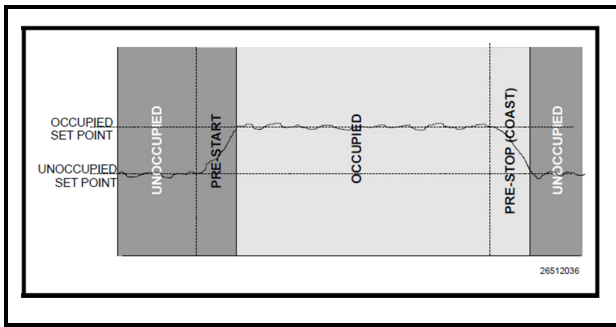 OCCUPIED
SET POINT
UNOCCUPIED
SET POINT
UNOCCUPIED
PRE-START
OCCUPIED
PRE-STOP (COAST)
UNOCCUPIED
26512036